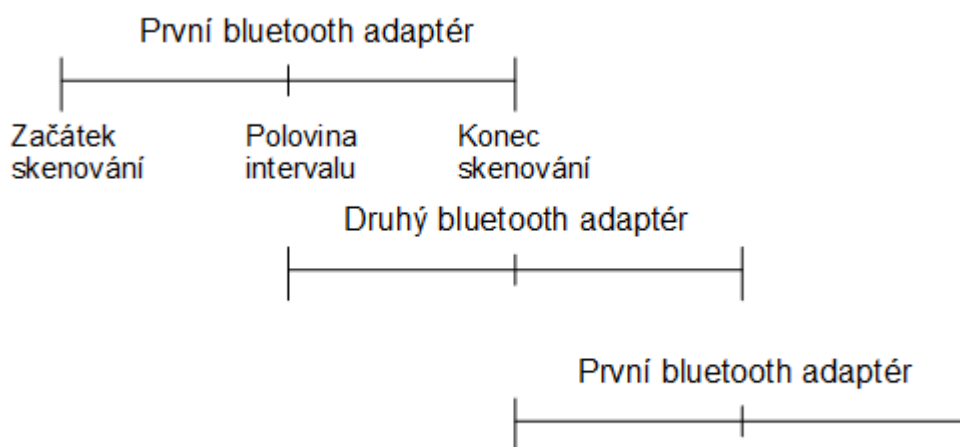 První bluetooth adaptér
Začátek
skenování
Polovina
intervalu
Konec
skenování
Druhý bluetooth adaptér
První bluetooth adaptér